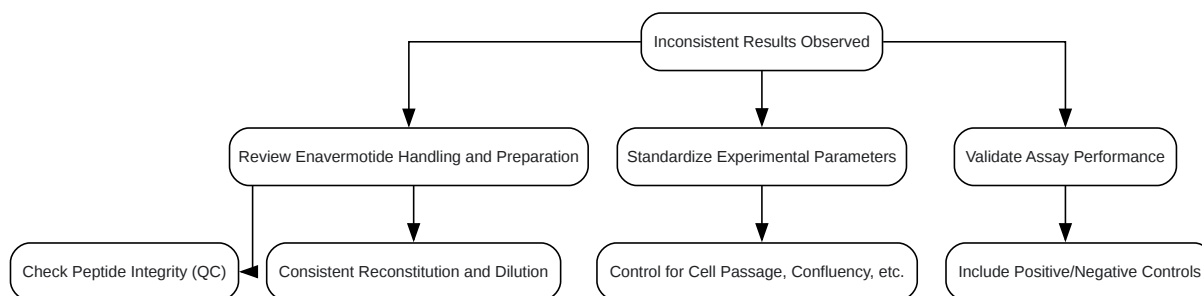 Inconsistent Results Observed
Review Enavermotide Handling and Preparation
Standardize Experimental Parameters
Validate Assay Performance
Check Peptide Integrity (QC)
Consistent Reconstitution and Dilution
Control for Cell Passage, Confluency, etc.
Include Positive/Negative Controls